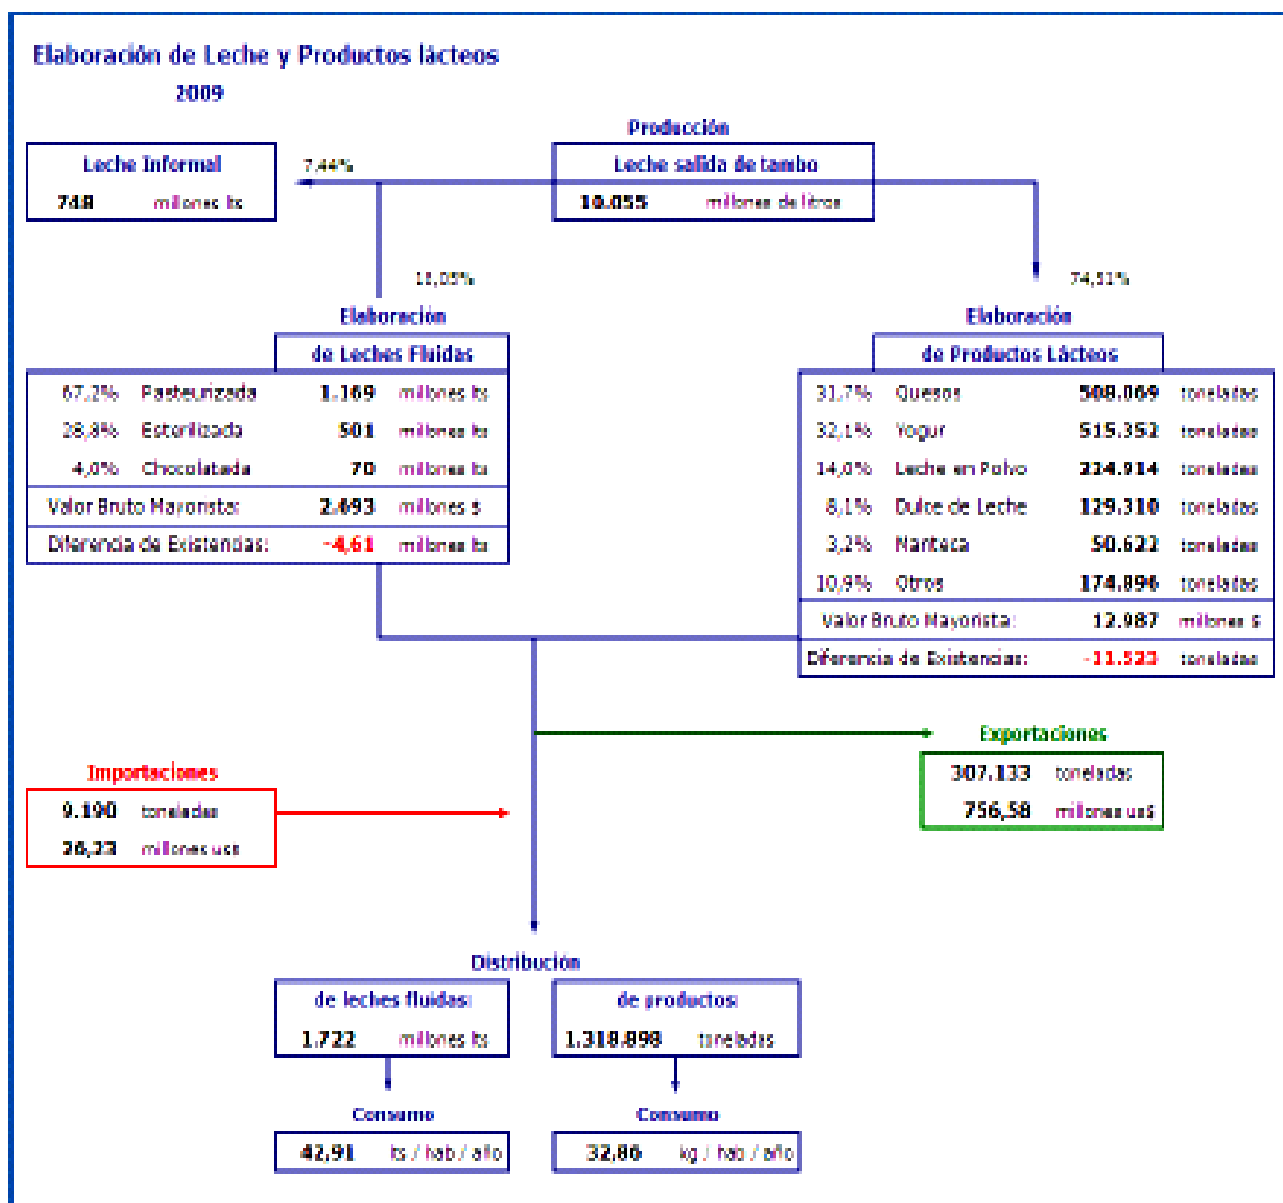 Elaboración de Leche y Productos lácteos
2009
Producción
Leche Informal
7,44%
Leche salida de tambo
748 millones lts
10.055 millones de litros
74,51%
Elaboración
de Leches Fluidas
67,2% Pasteurizada 1.169 millones lts
28,8% Esterilizada 501 millones lts
4,0% Chocolatada 70 millones lts
Valor Bruto Mayorista: 2.693 millones $
Diferencia de Existencias: -4,61 millones lts
Elaboración
de Productos Lácteos
31,7% Quesos 508.069 toneladas
32,1% Yogur 515.352 toneladas
14,0% Leche en Polvo 224.914 toneladas
8,1% Dulce de Leche 129.310 toneladas
3,2% Manteca 50.622 toneladas
10,9% Otros 174.896 toneladas
Valor Bruto Mayorista: 12.987 millones $
Diferencia de Existencias: -11.523 toneladas
Exportaciones
307.133 toneladas
756,58 millones us$
Importaciones
9.190 toneladas
26,23 millones us$
Distribución
de leches fluidas:
1.722 millones lts
de productos:
1.318.898 toneladas
Consumo
42,91 lts / hab / año
Consumo
32,86 kg / hab / año